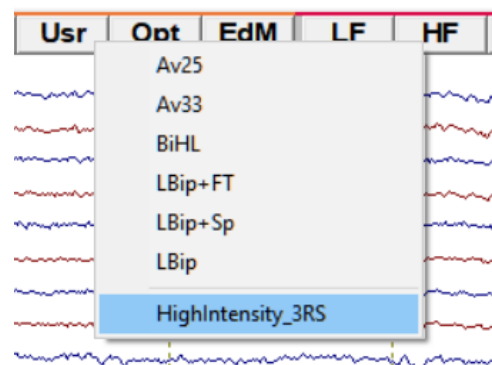 Usr Opt EdM LF HF
Av25
Av33
BiHL
LBip+FT
LBip+Sp
LBip
HighIntensity_3RS